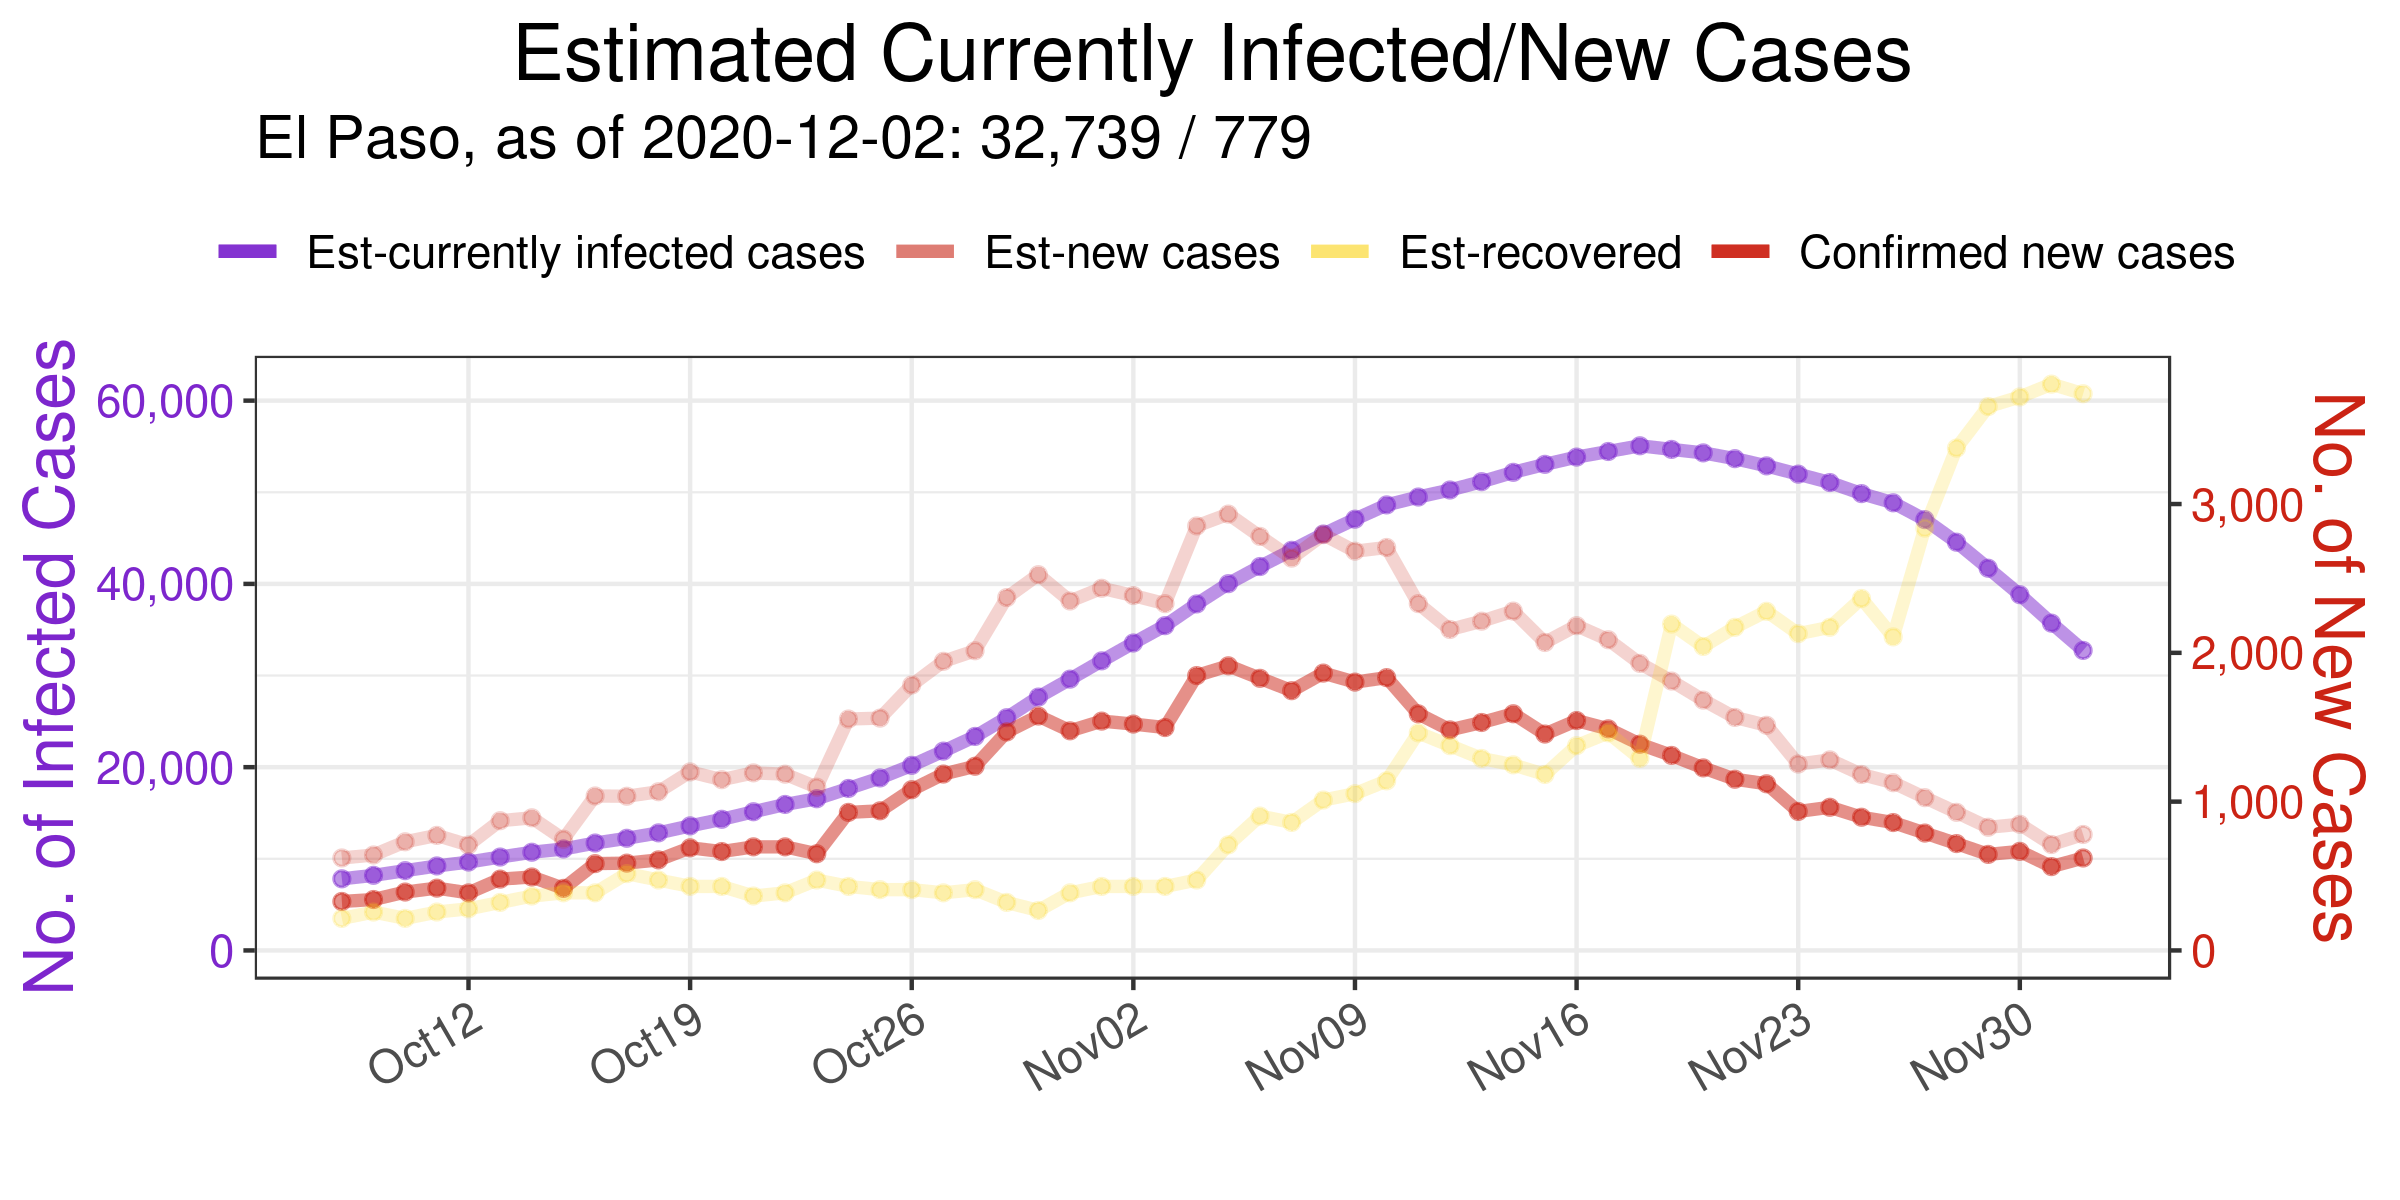 Estimated Currently Infected/New Cases
El Paso, as of 2020-12-02: 32,739 / 779
Est-currently infected cases Est-new cases Est-recovered Confirmed new cases
No. of Infected Cases
60,000
40,000
20,000
0
3,000
2,000
1,000
0
No. of New Cases
Oct12 Oct19 Oct26 Nov02 Nov09 Nov16 Nov23 Nov30